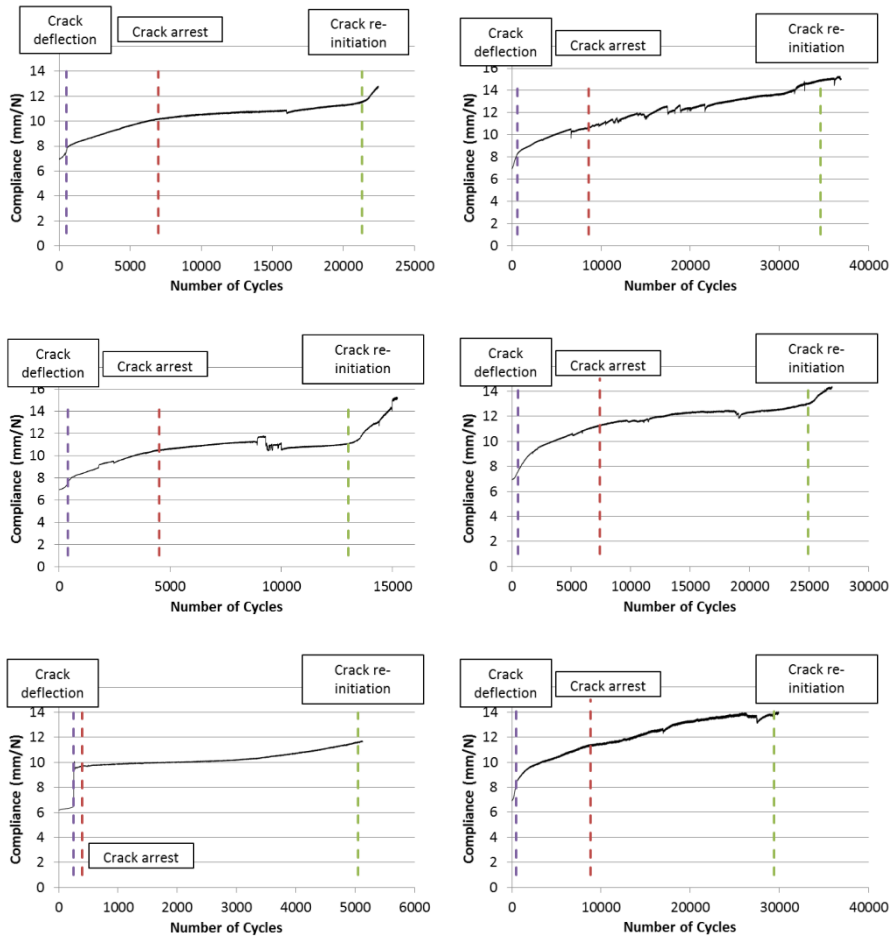 Crack
deflection
Crack arrest
Crack re-
initiation
14
12
10
8
6
4
2
0
Compliance (mm/N)
0 5000 10000 15000 20000 25000
Number of Cycles
Crack
deflection
Crack arrest
Crack re-
initiation
16
14
12
10
8
6
4
2
0
Compliance (mm/N)
0 10000 20000 30000 40000
Number of Cycles
Crack
deflection
Crack arrest
Crack re-
initiation
16
14
12
10
8
6
4
2
0
Compliance (mm/N)
0 5000 10000 15000
Number of Cycles
Crack
deflection
Crack arrest
Crack re-
initiation
14
12
10
8
6
4
2
0
Compliance (mm/N)
0 5000 10000 15000 20000 25000 30000
Number of Cycles
Crack
deflection
Crack re-
initiation
14
12
10
8
6
4
2
0
Compliance (mm/N)
Crack arrest
0 1000 2000 3000 4000 5000 6000
Number of Cycles
Crack
deflection
Crack arrest
Crack re-
initiation
14
12
10
8
6
4
2
0
Compliance (mm/N)
0 10000 20000 30000 40000
Number of Cycles